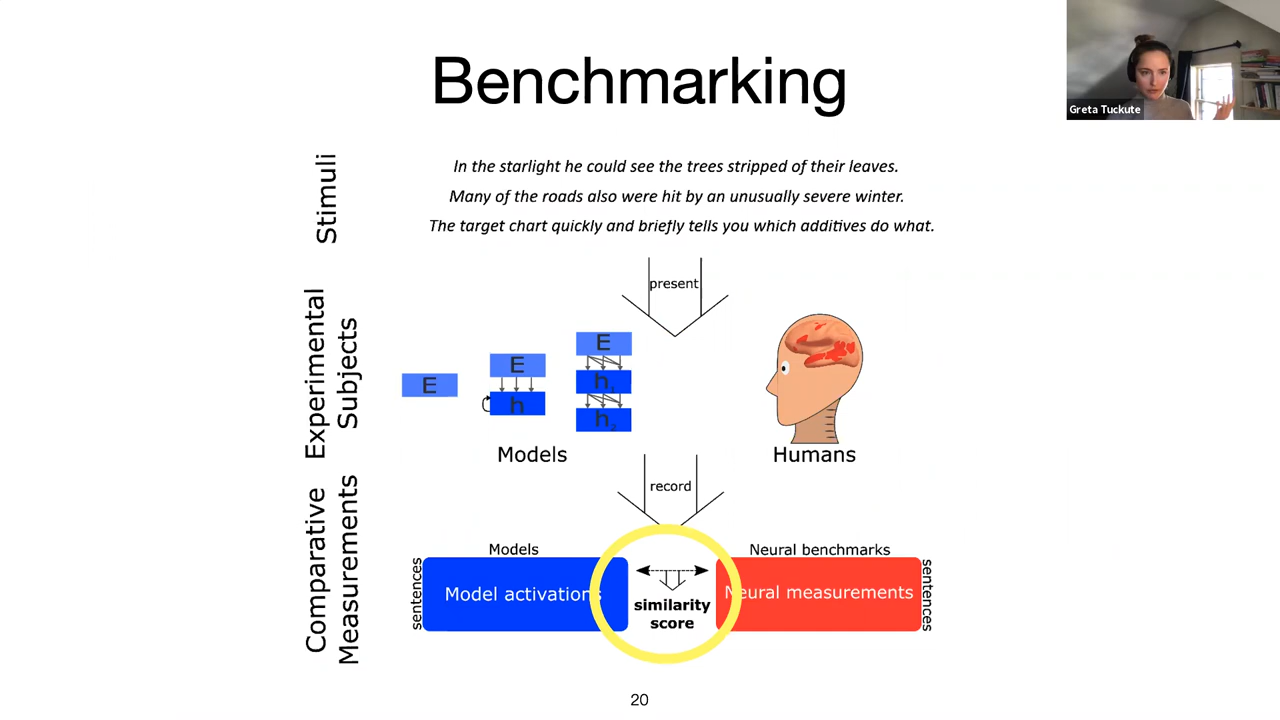 Benchmarking
Greta Tuckute
Stimuli
In the starlight he could see the trees stripped of their leaves.
Many of the roads also were hit by an unusually severe winter.
The target chart quickly and briefly tells you which additives do what.
present
Experimental
Subjects
E
E
h
E
h1
h2
Models
Humans
record
Comparative
Measurements
Models
Neural benchmarks
sentences
Model activations
similarity
score
Neural measurements
sentences
20